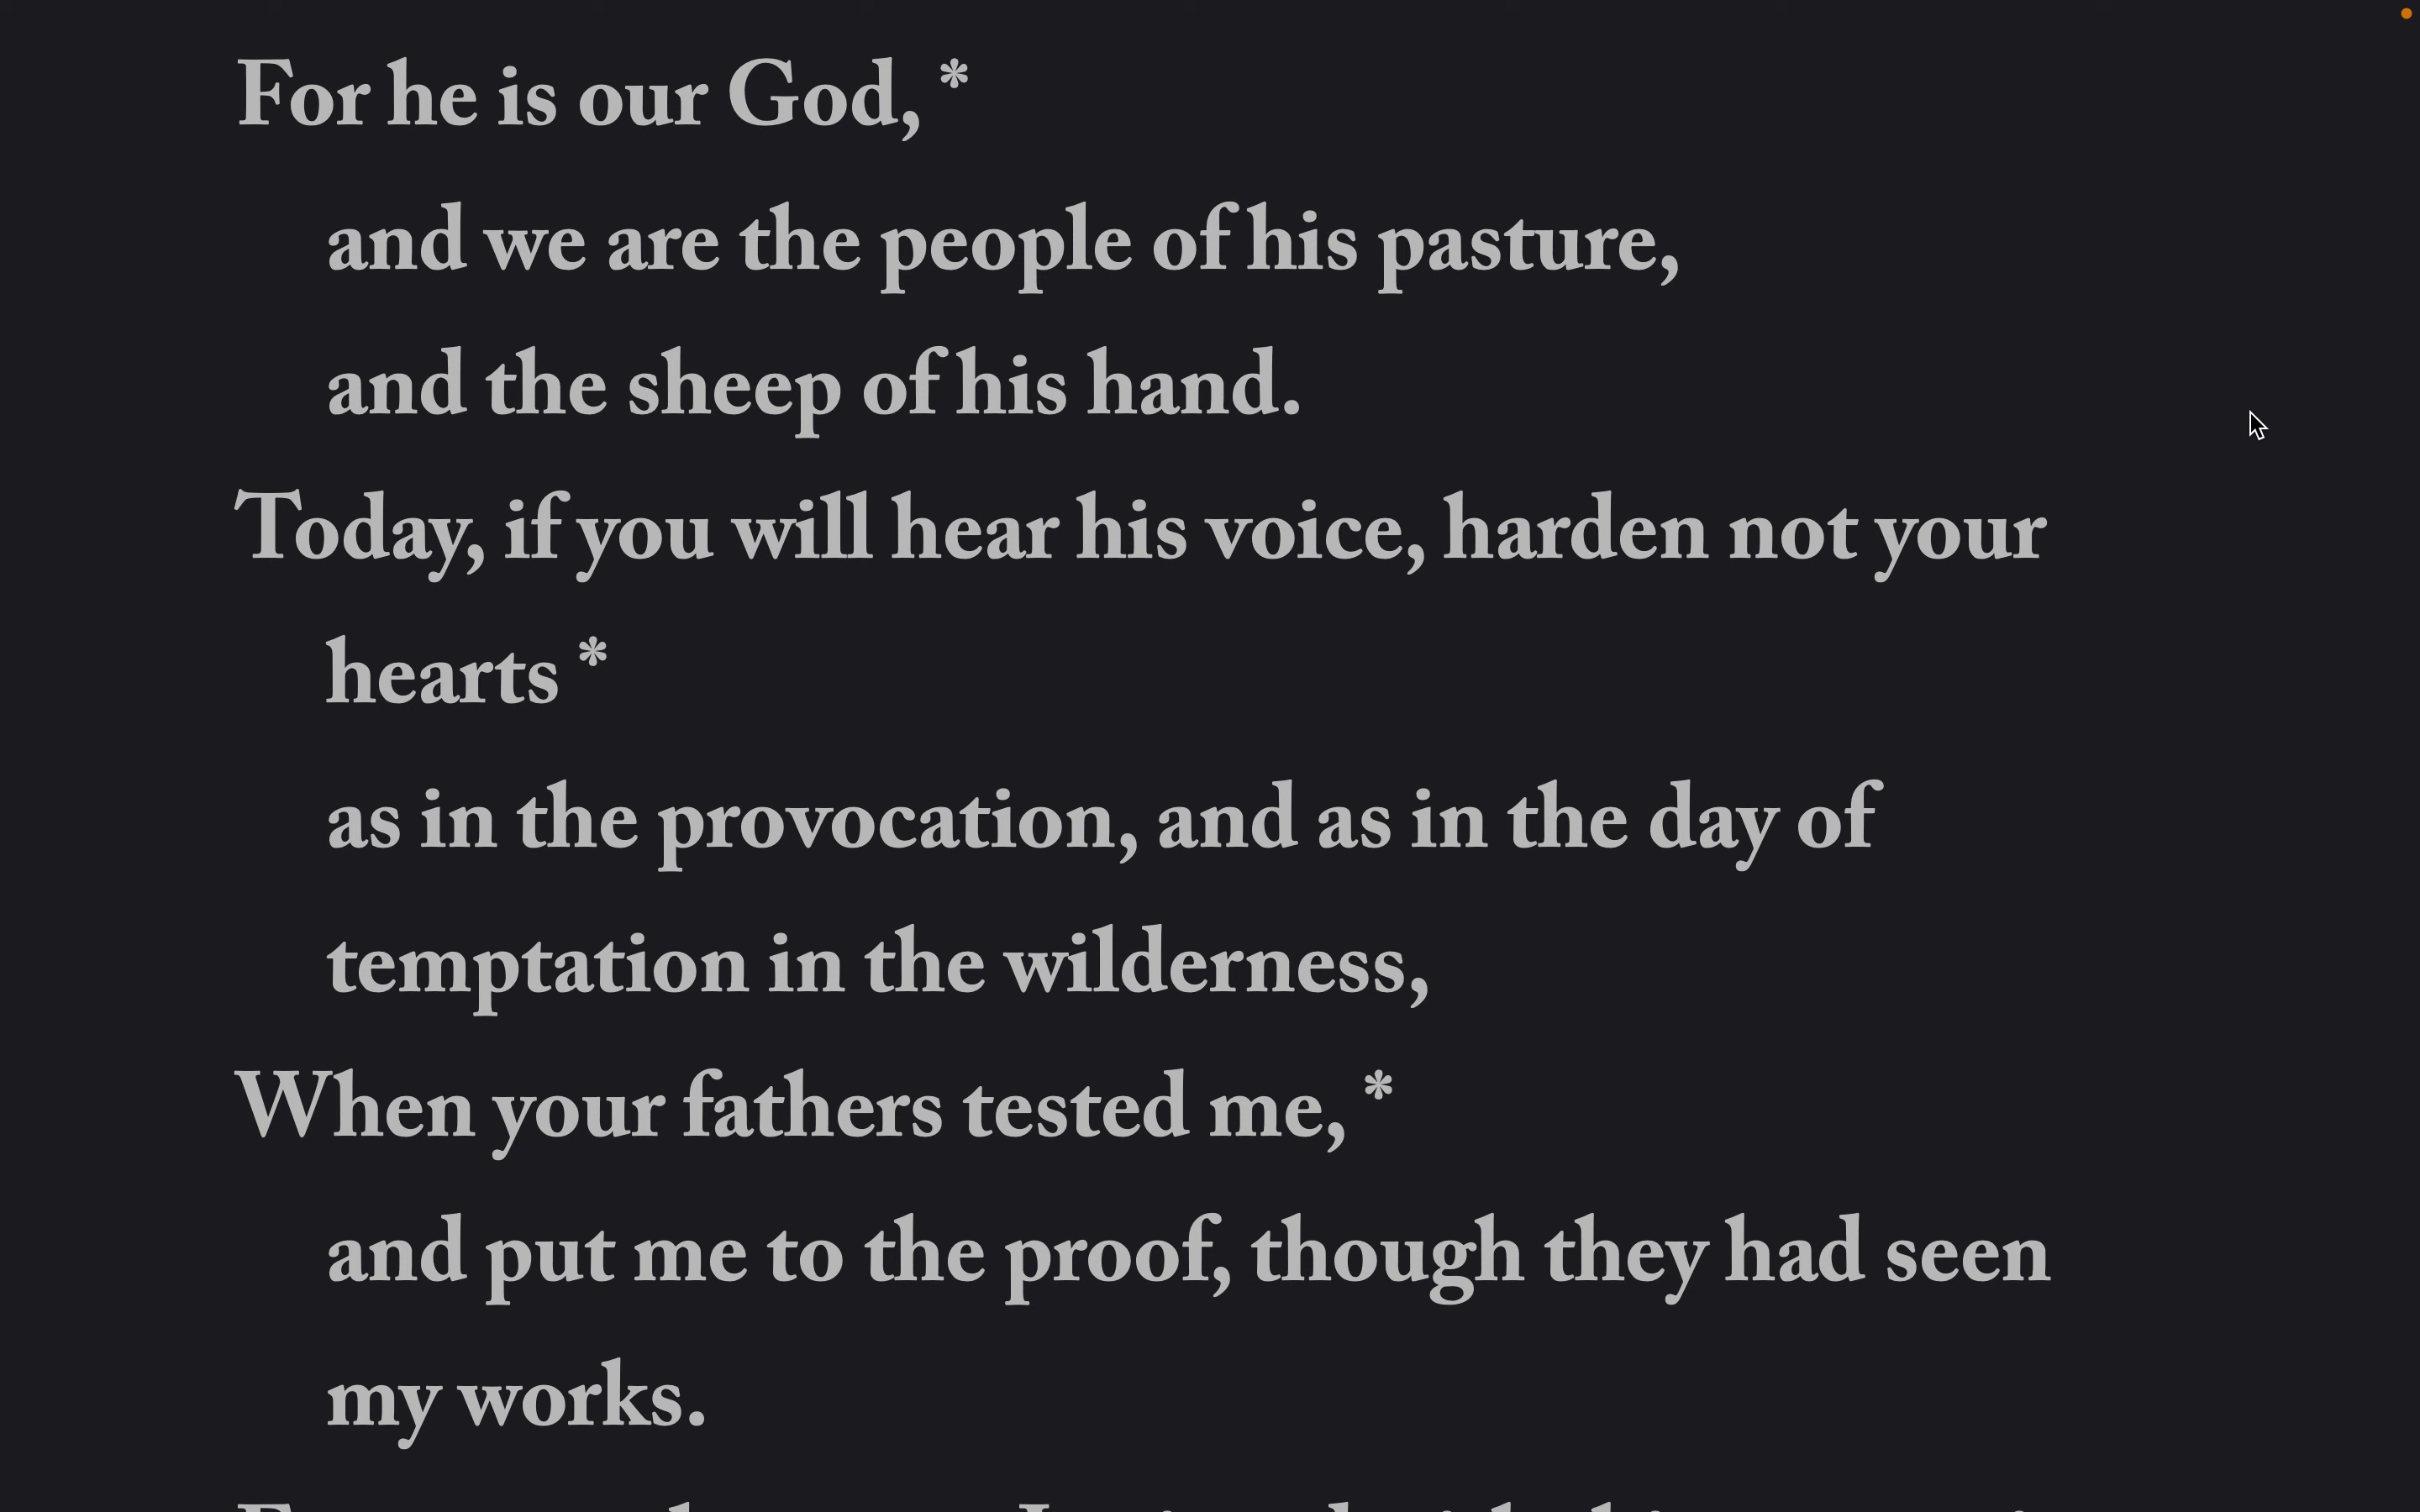 For he is our God, *
and we are the people of his pasture,
and the sheep of his hand.
Today, if you will hear his voice, harden not your
hearts *
as in the provocation, and as in the day of
temptation in the wilderness,
When your fathers tested me, *
and put me to the proof, though they had seen
my works.